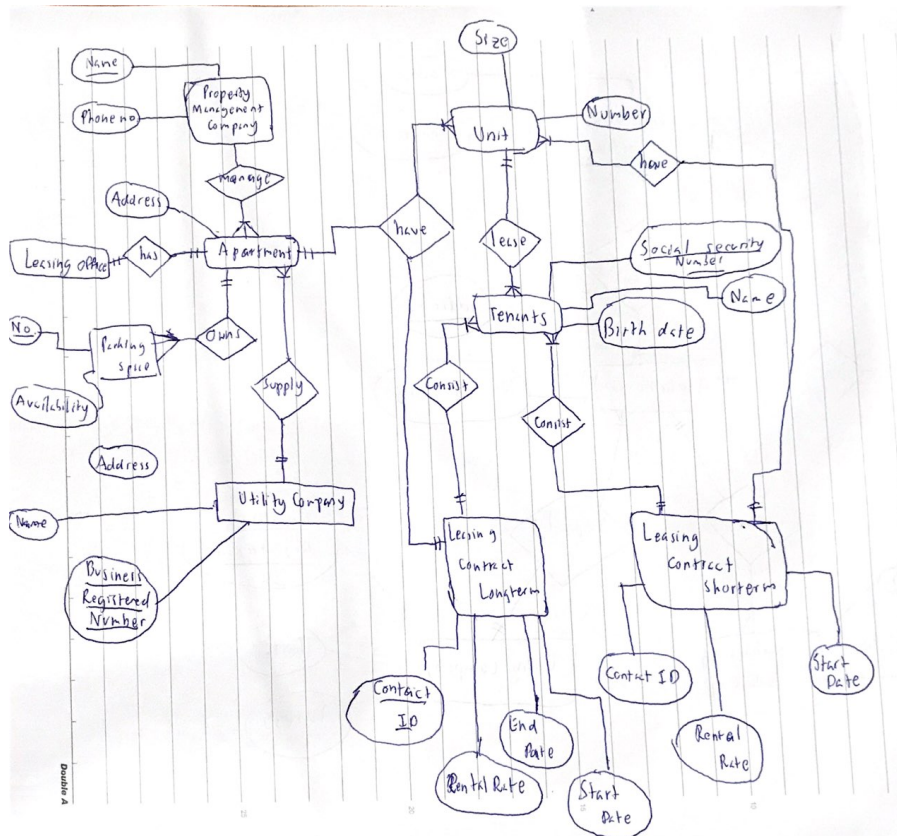 Size
Name
Property
Management
Company
Phone no
Number
Unit
have
manage
Address
Apartment
have
lease
Social security
Number
Leasing office
has
Name
Tenants
Birth date
No
Parking
Space
Owns
Supply
Consist
Consist
Availability
Address
Utility Company
Name
Leasing
Contract
Longterm
Leasing
Contract
Shorterm
Business
Registered
Number
Contract
ID
End
Date
Rental Rate
Start
Date
Contact ID
Rental
Rate
Start
Date
Double A